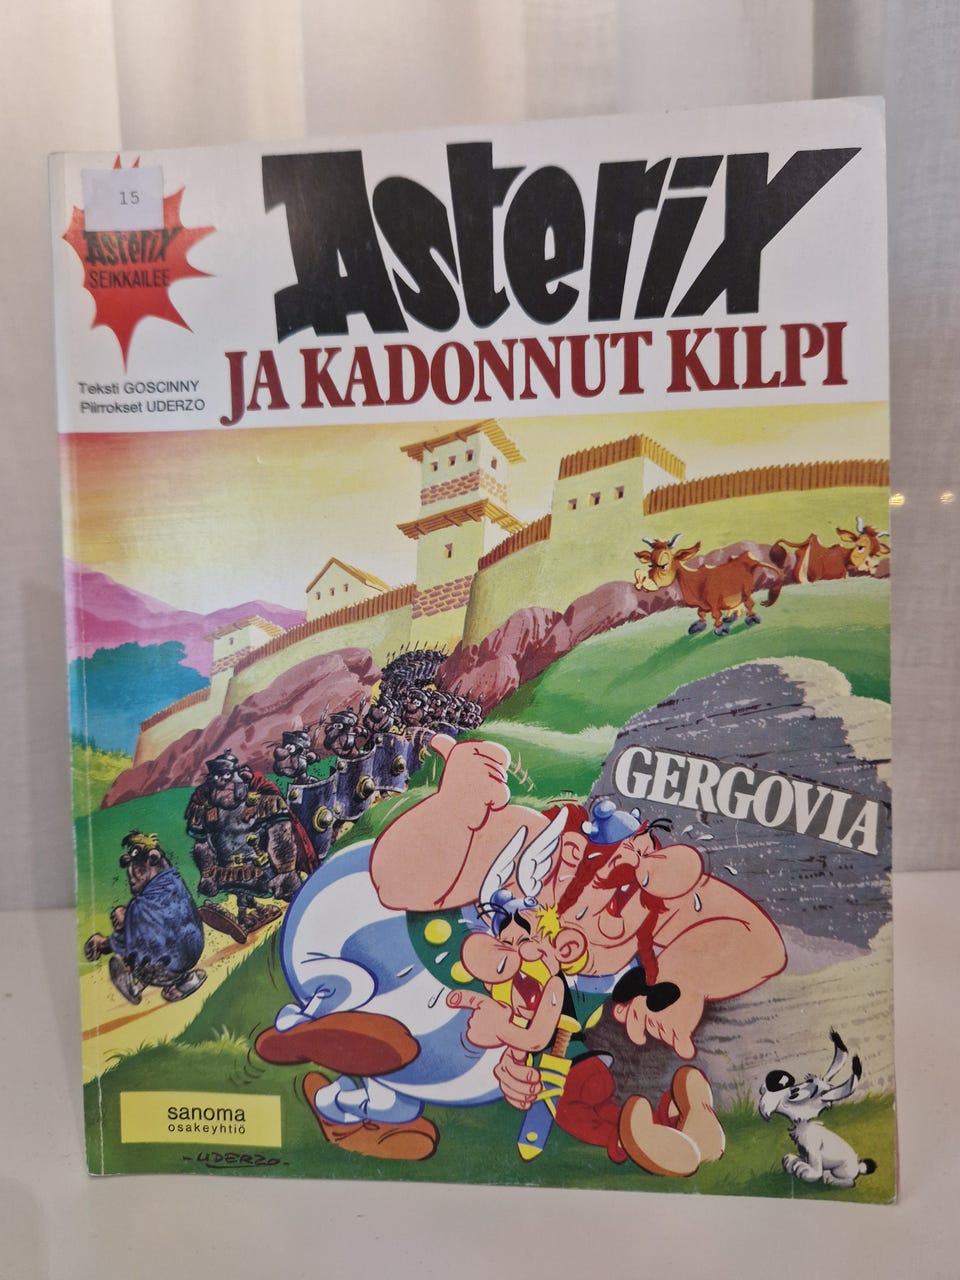 15
Asterix
SEIKKAILEE
Asterix
JA KADONNUT KILPI
Teksti GOSCINNY
Piirrokset UDERZO
GERGOVIA
sanoma
osakeyhtiö
-UDERZO-